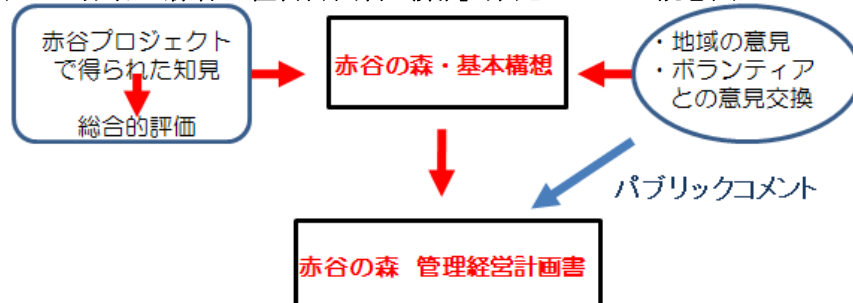 赤谷プロジェクト
で得られた知見
総合的評価
赤谷の森・基本構想
・地域の意見
・ボランティア
との意見交換
パブリックコメント
赤谷の森 管理経営計画書